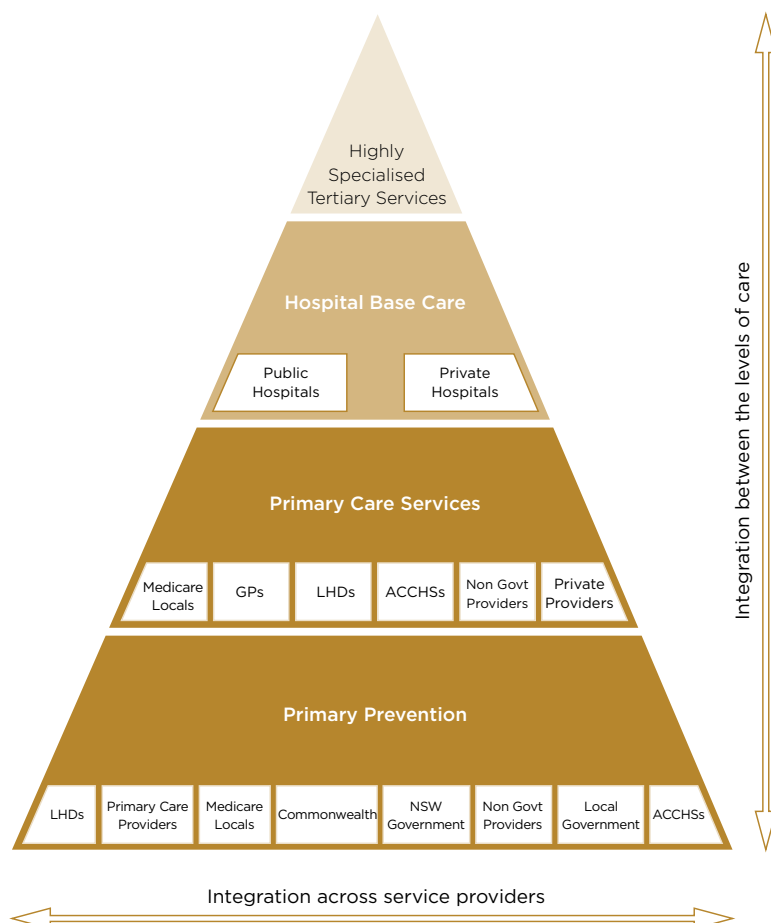 Highly
Specialised
Tertiary Services
Hospital Base Care
Public
Hospitals
Private
Hospitals
Primary Care Services
Medicare
Locals
GPs
LHDs
ACCHSs
Non Govt
Providers
Private
Providers
Primary Prevention
LHDs
Primary Care
Providers
Medicare
Locals
Commonwealth
NSW
Government
Non Govt
Providers
Local
Government
ACCHSs
Integration across service providers
Integration between the levels of care